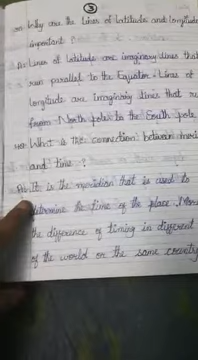 3
Why are the Lines of Latitude and longitude
important
Lines of Latitude are imaginary lines that
run parallel to the Equator. Lines of
longitude are imaginary lines that
from North pole to the South pole
What is the connection between
and time ?
It is the meridian that is used to
determine the time of the place.
the difference of timing in different
of the world or the same country